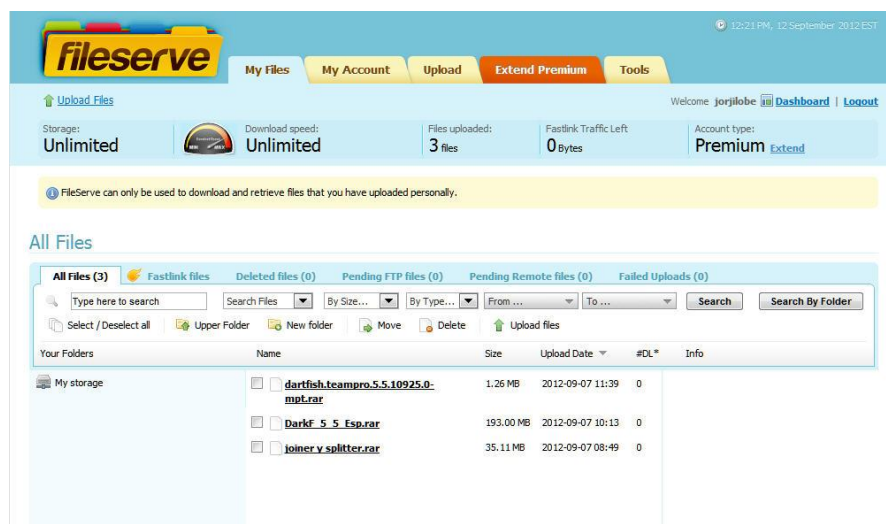 12:21 PM, 12 September 2012 EST
fileserve
My Files My Account Upload Extend Premium Tools
Upload Files
Welcome jorjilobe Dashboard | Logout
Storage: Download speed: Files uploaded: Fastlink Traffic Left Account type:
Unlimited Unlimited 3 files 0 Bytes Premium Extend
FileServe can only be used to download and retrieve files that you have uploaded personally.
All Files
All Files (3) Fastlink files Deleted files (0) Pending FTP files (0) Pending Remote files (0) Failed Uploads (0)
Type here to search Search Files By Size... By Type... From ... To ... Search Search By Folder
Select / Deselect all Upper Folder New folder Move Delete Upload files
Your Folders Name Size Upload Date #DL* Info
My storage dartfish.teampro.5.5.10925.0- 1.26 MB 2012-09-07 11:39 0
mpt.rar
DarkF_5_5_Esp.rar 193.00 MB 2012-09-07 10:13 0
joiner y splitter.rar 35.11 MB 2012-09-07 08:49 0